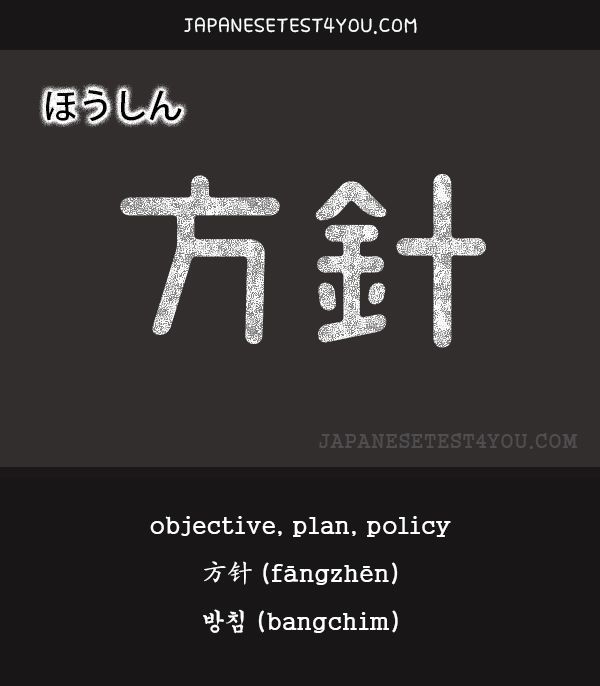 JAPANESETEST4YOU.COM
ほうしん
方針
JAPANESETEST4YOU.COM
objective, plan, policy
方针 (fāngzhēn)
방침 (bangchim)